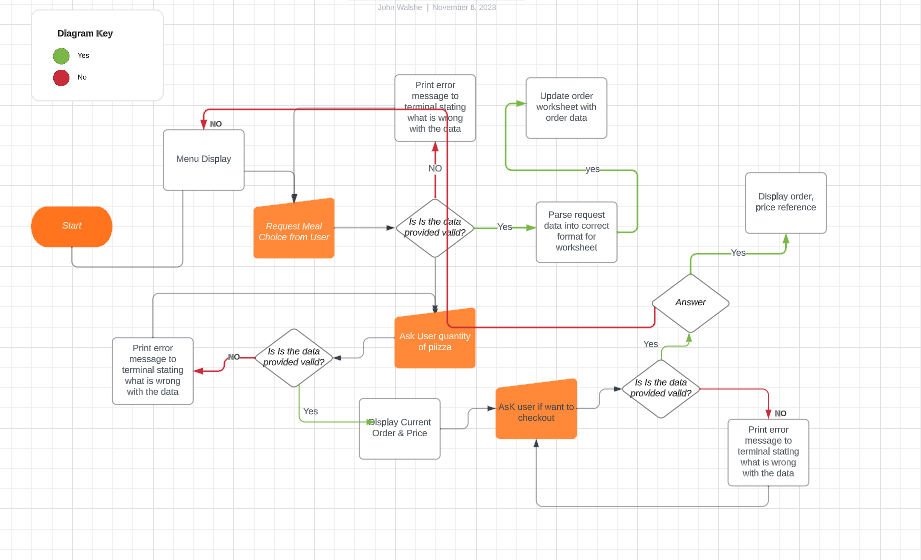 John Walshe | November 6, 2023
Diagram Key
Yes
No
Print error
message to
terminal stating
what is wrong
with the data
Update order
worksheet with
order data
NO
Menu Display
NO
yes
Display order,
price reference
Start
Request Meal
Choice from User
Is Is the data
provided valid?
Yes
Parse request
data into correct
format for
worksheet
Yes
Answer
Ask User quantity
of piizza
Print error
message to
terminal stating
what is wrong
with the data
NO
Is Is the data
provided valid?
Yes
Is Is the data
provided valid?
Yes
Display Current
Order & Price
AsK user if want to
checkout
NO
Print error
message to
terminal stating
what is wrong
with the data